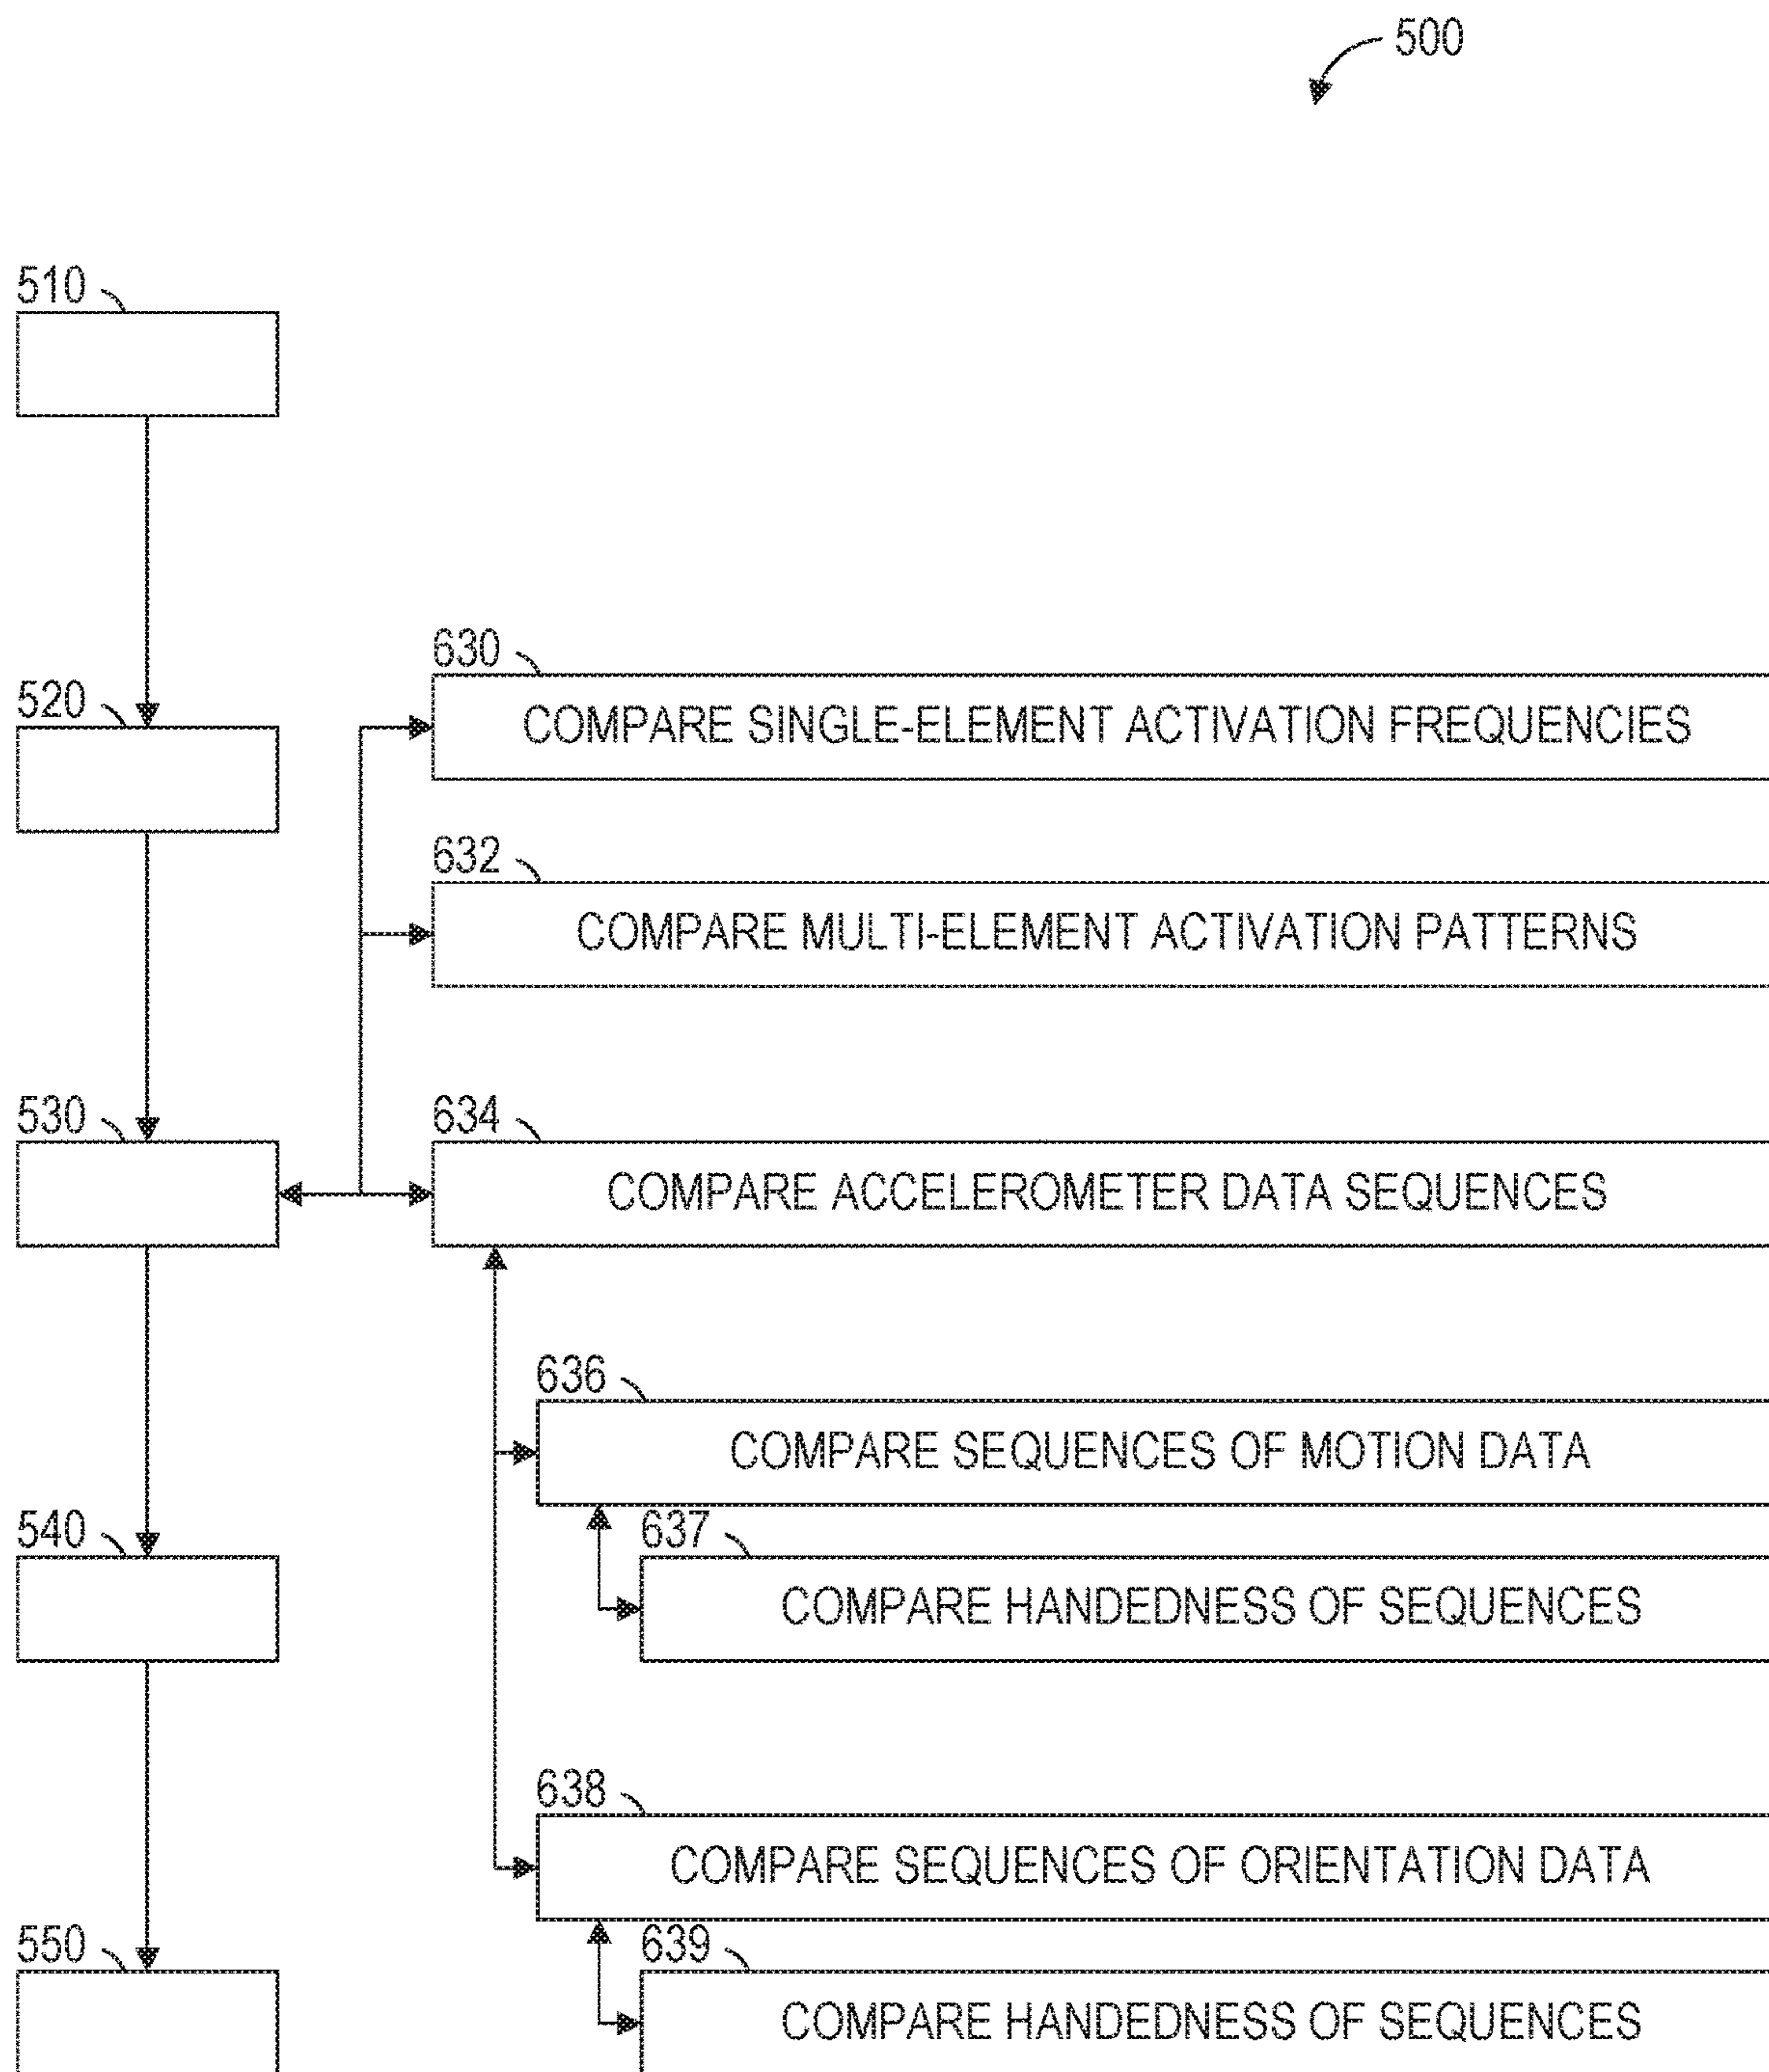 500
510
520
630
COMPARE SINGLE-ELEMENT ACTIVATION FREQUENCIES
632
COMPARE MULTI-ELEMENT ACTIVATION PATTERNS
530
634
COMPARE ACCELEROMETER DATA SEQUENCES
636
COMPARE SEQUENCES OF MOTION DATA
540
637
COMPARE HANDEDNESS OF SEQUENCES
638
COMPARE SEQUENCES OF ORIENTATION DATA
550
639
COMPARE HANDEDNESS OF SEQUENCES